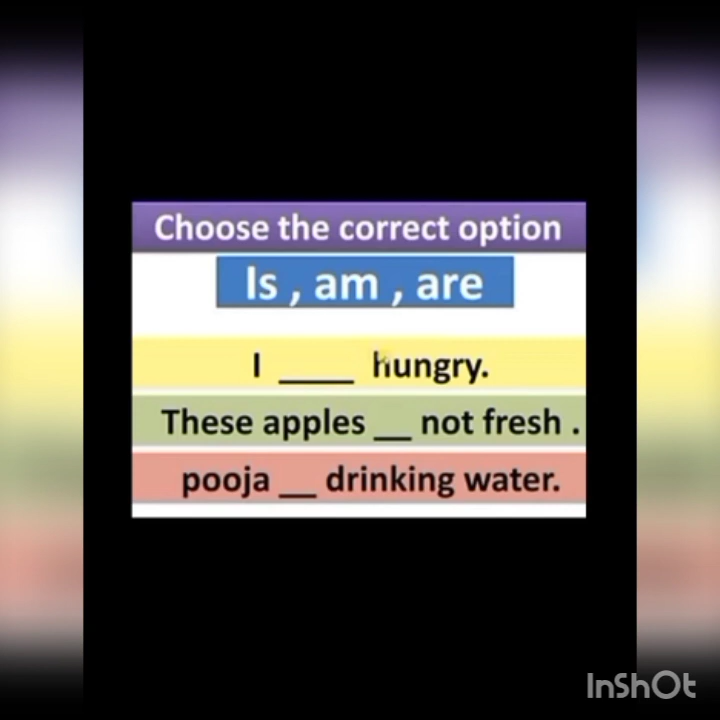 Choose the correct option
Is , am , are
I ____ hungry.
These apples __ not fresh .
pooja __ drinking water.
InShOt